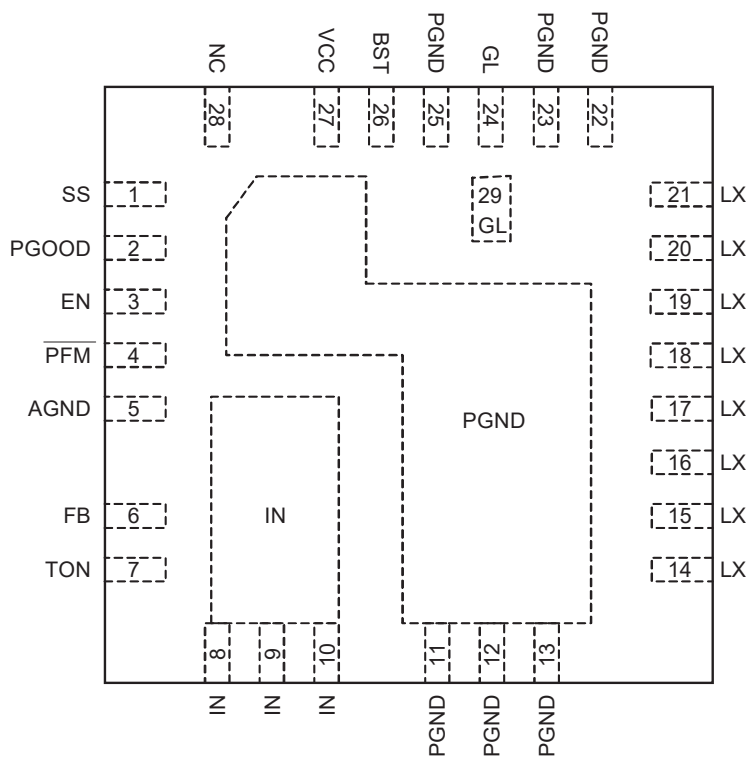 NC
VCC
BST
PGND
GL
PGND
PGND
28
27
26
25
24
23
22
SS 1
PGOOD 2
EN 3
PFM 4
AGND 5
FB 6
TON 7
29
GL
21 LX
20 LX
19 LX
18 LX
17 LX
16 LX
15 LX
14 LX
PGND
IN
8
9
10
11
12
13
IN
IN
IN
PGND
PGND
PGND